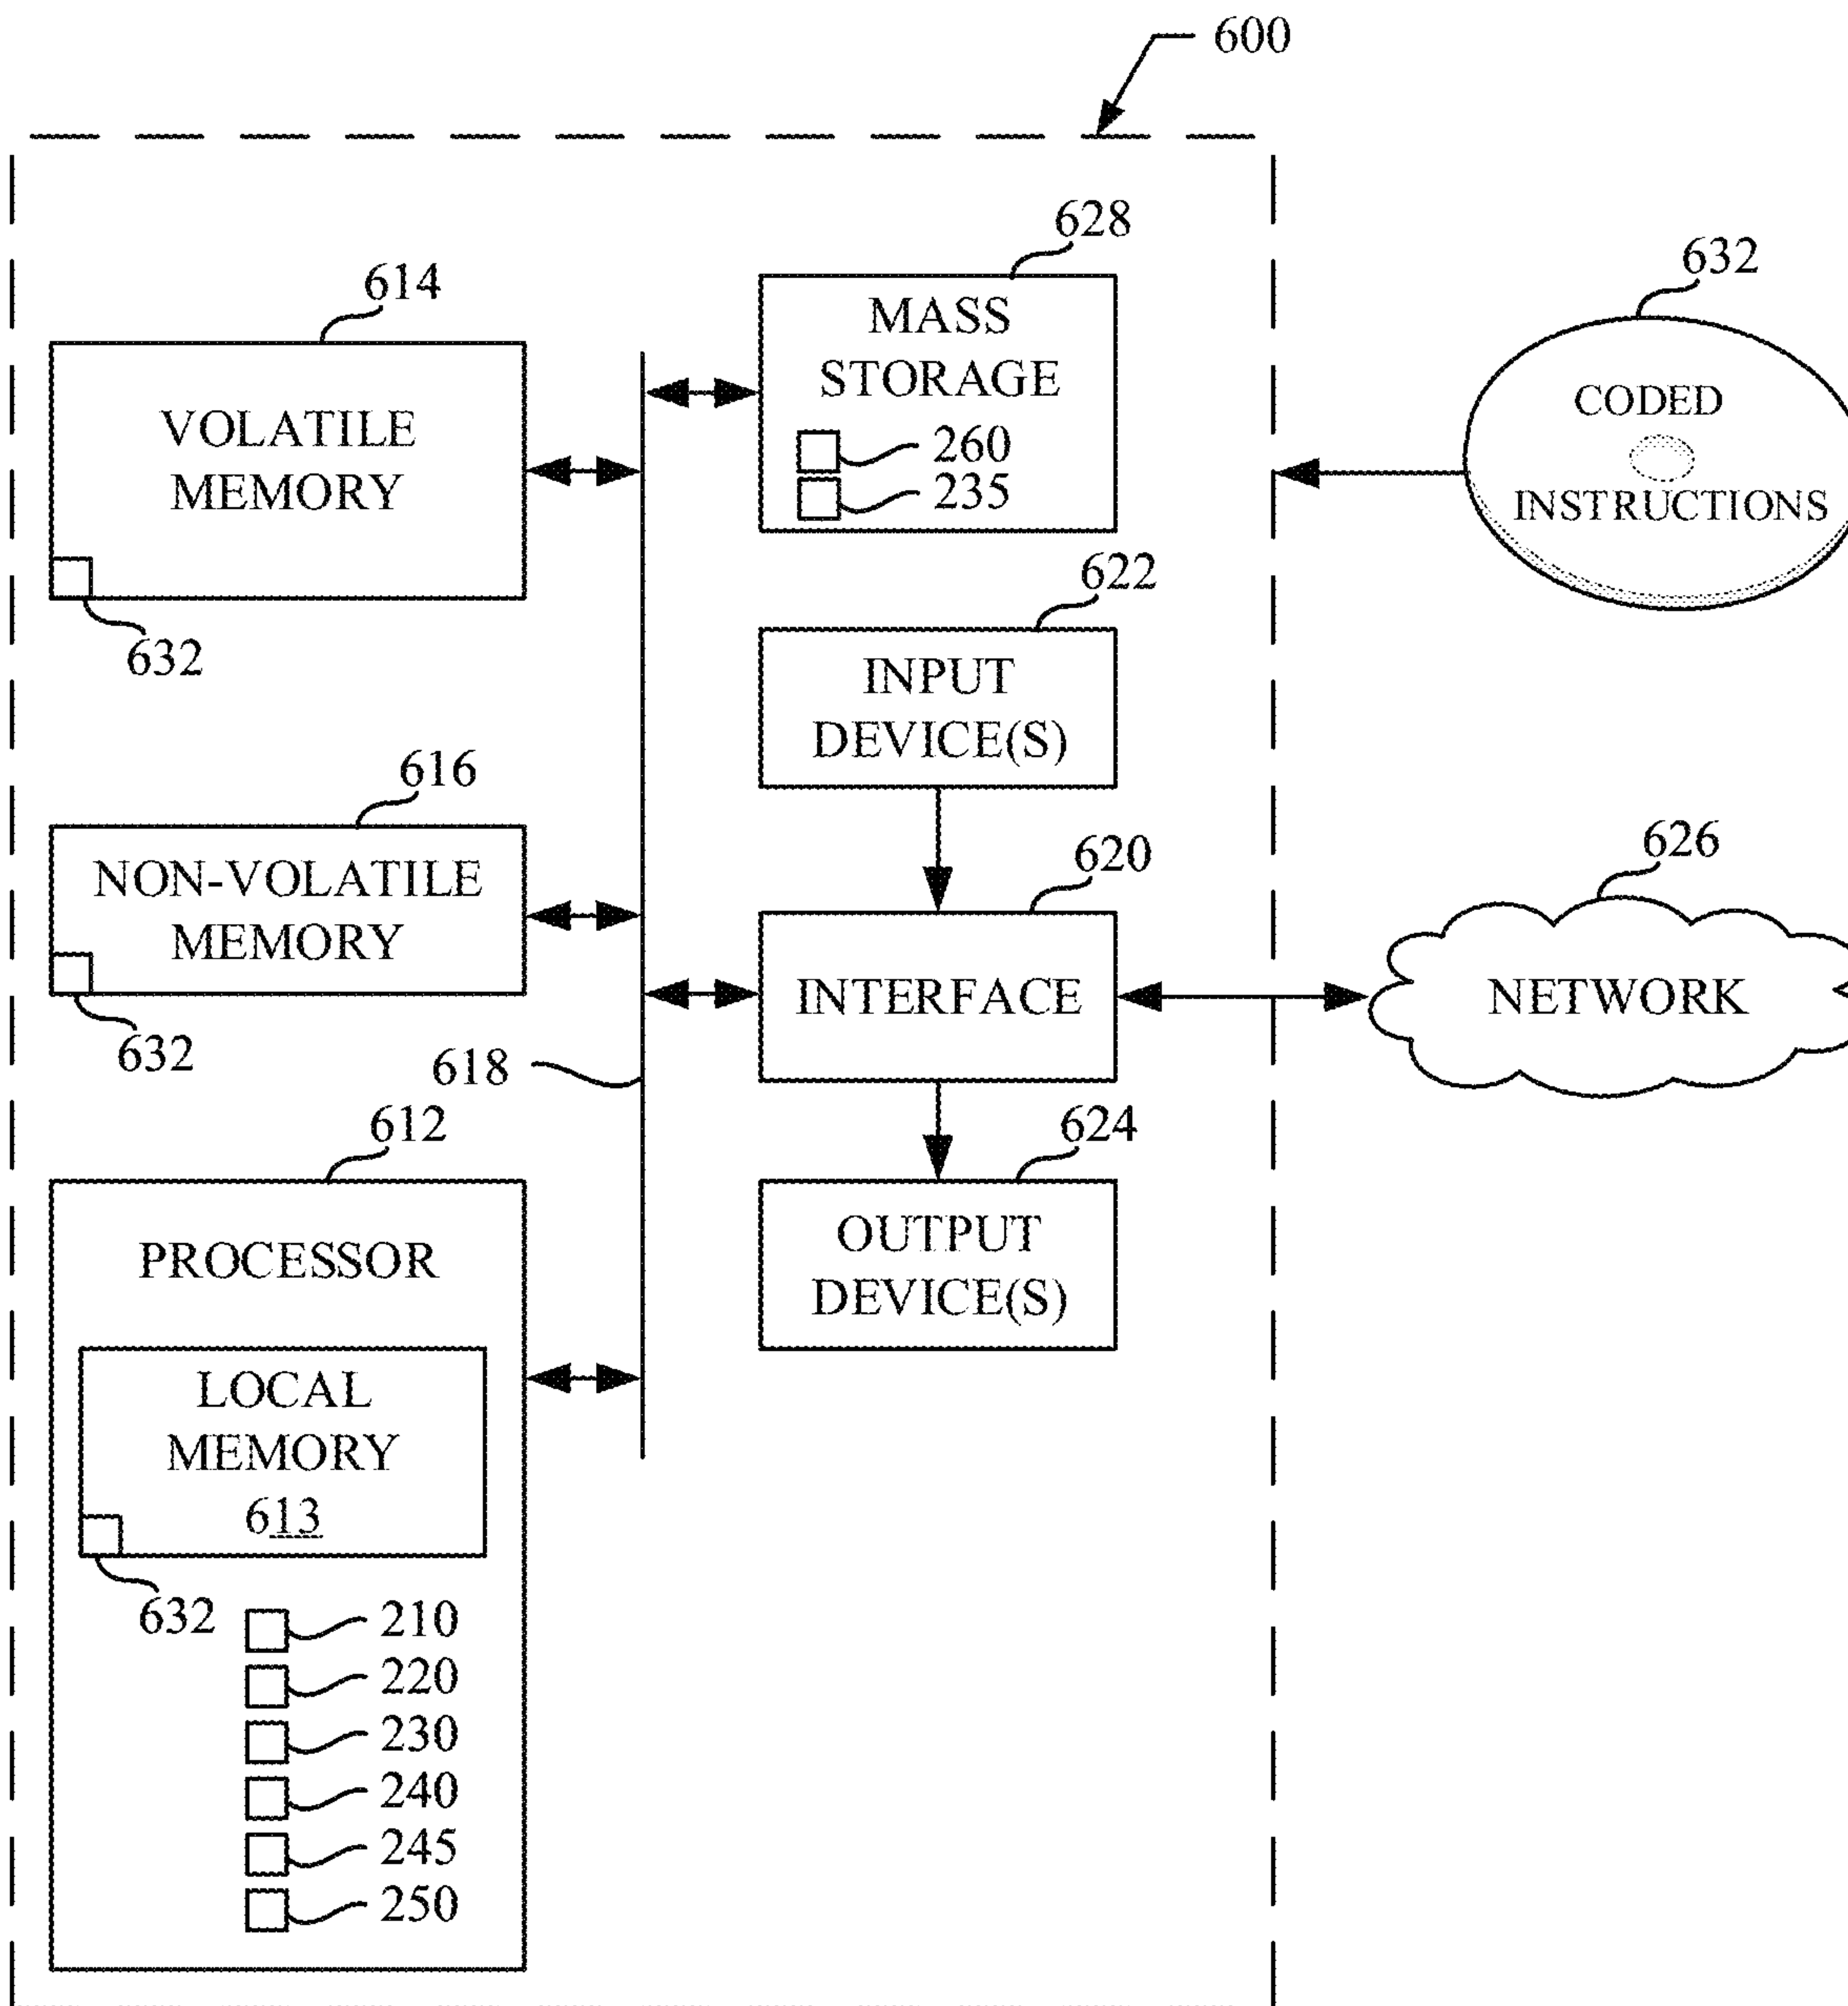 600
628
MASS
STORAGE
260
235
614
VOLATILE
MEMORY
632
632
CODED
INSTRUCTIONS
622
INPUT
DEVICE(S)
616
NON-VOLATILE
MEMORY
632
620
INTERFACE
626
NETWORK
618
612
PROCESSOR
LOCAL
MEMORY
613
632
210
220
230
240
245
250
624
OUTPUT
DEVICE(S)